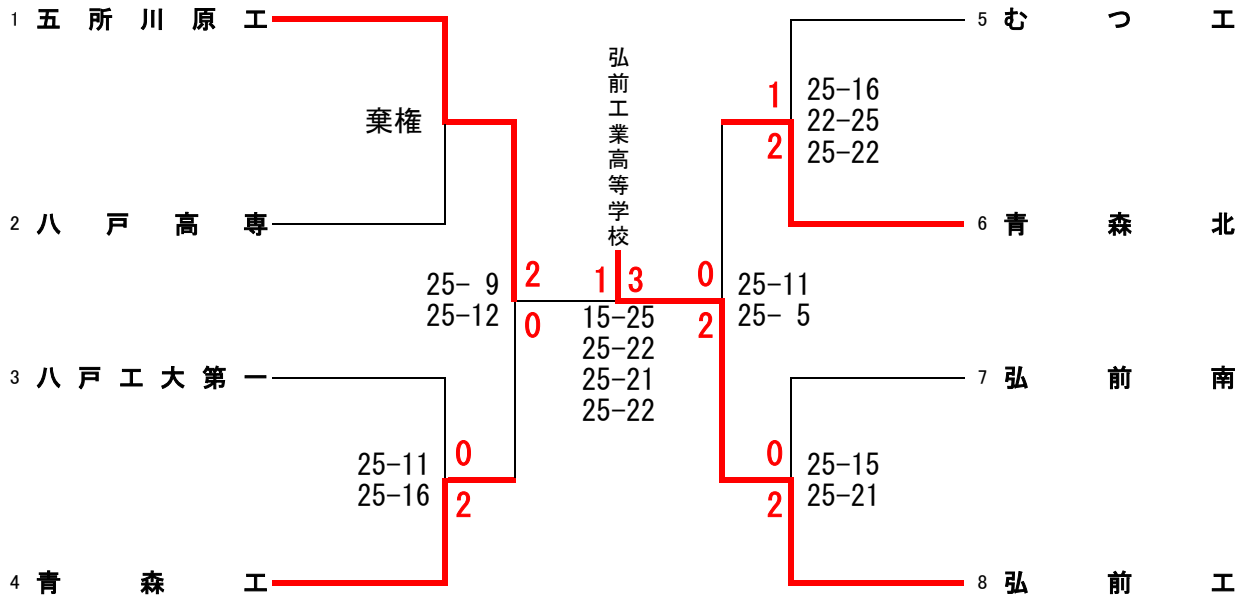 1 五所川原工
棄権
2 八戸高専
25- 9
25-12
2
0
3 八戸工大第一
25-11
25-16
0
2
4 青森工
弘前工業高等学校
1 3
15-25
25-22
25-21
25-22
5 むつ工
1
2
25-16
22-25
25-22
6 青森北
0
2
25-11
25- 5
7 弘前南
0
2
25-15
25-21
8 弘前工